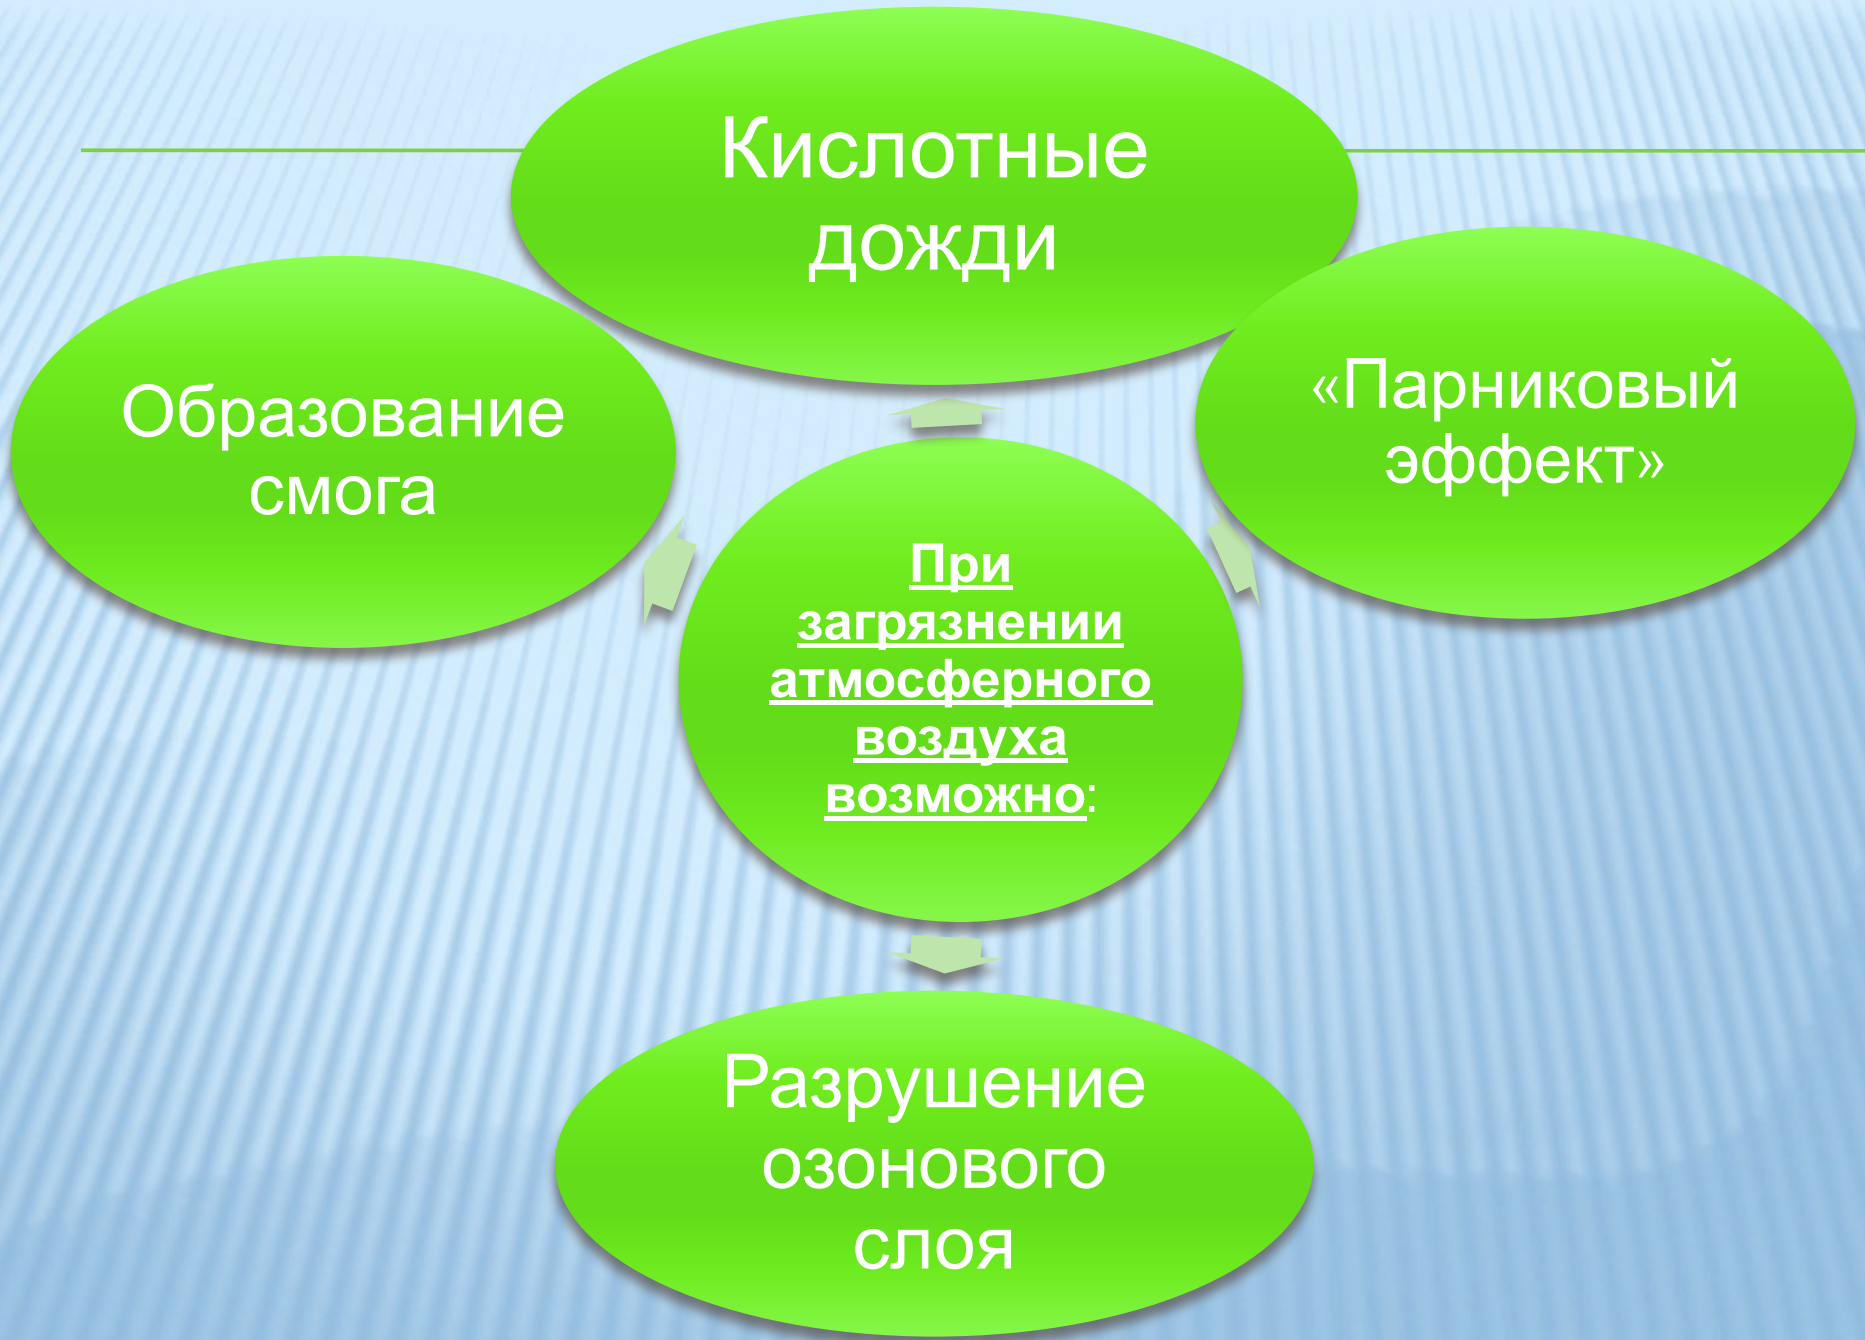 Кислотные
дожди
Образование
смога
«Парниковый
эффект»
При
загрязнении
атмосферного
воздуха
возможно:
Разрушение
озонового
слоя